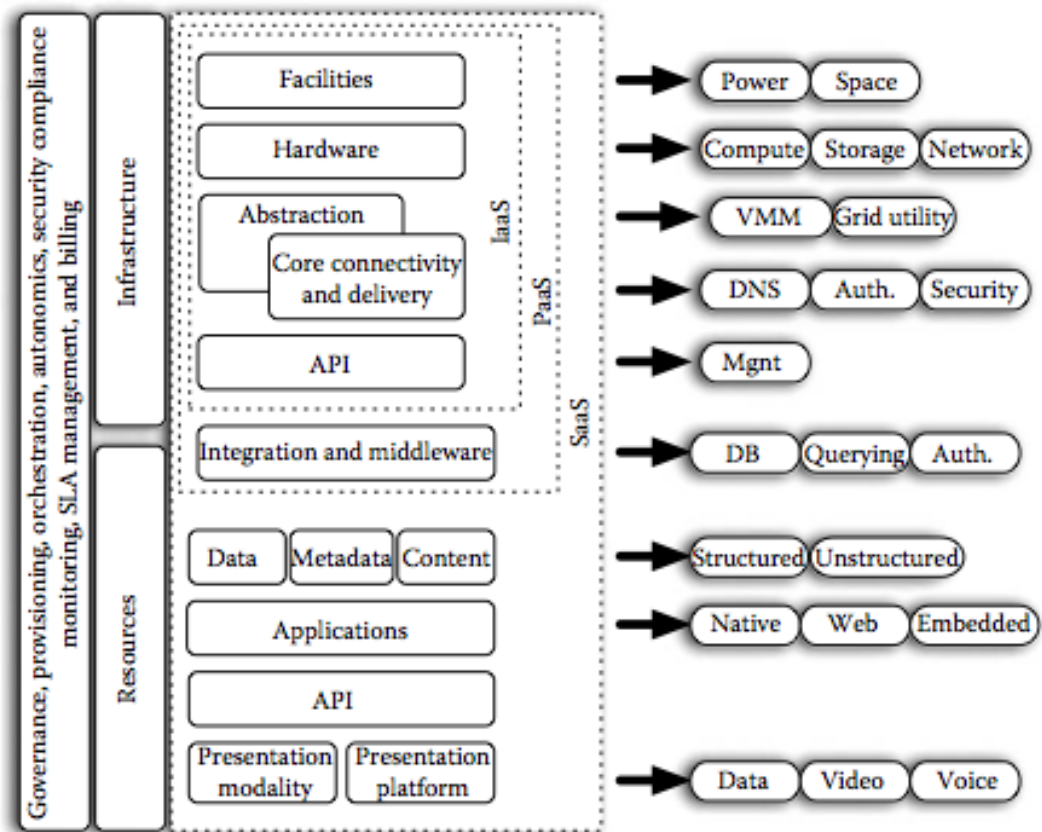 Governance, provisioning, orchestration, autonomics, security compliance
monitoring, SLA management, and billing
Infrastructure
Resources
Facilities
Hardware
Abstraction
Core connectivity
and delivery
API
IaaS
Integration and middleware
PaaS
Data
Metadata
Content
Applications
API
Presentation
modality
Presentation
platform
SaaS
Power
Space
Compute
Storage
Network
VMM
Grid utility
DNS
Auth.
Security
Mgnt
DB
Querying
Auth.
Structured
Unstructured
Native
Web
Embedded
Data
Video
Voice